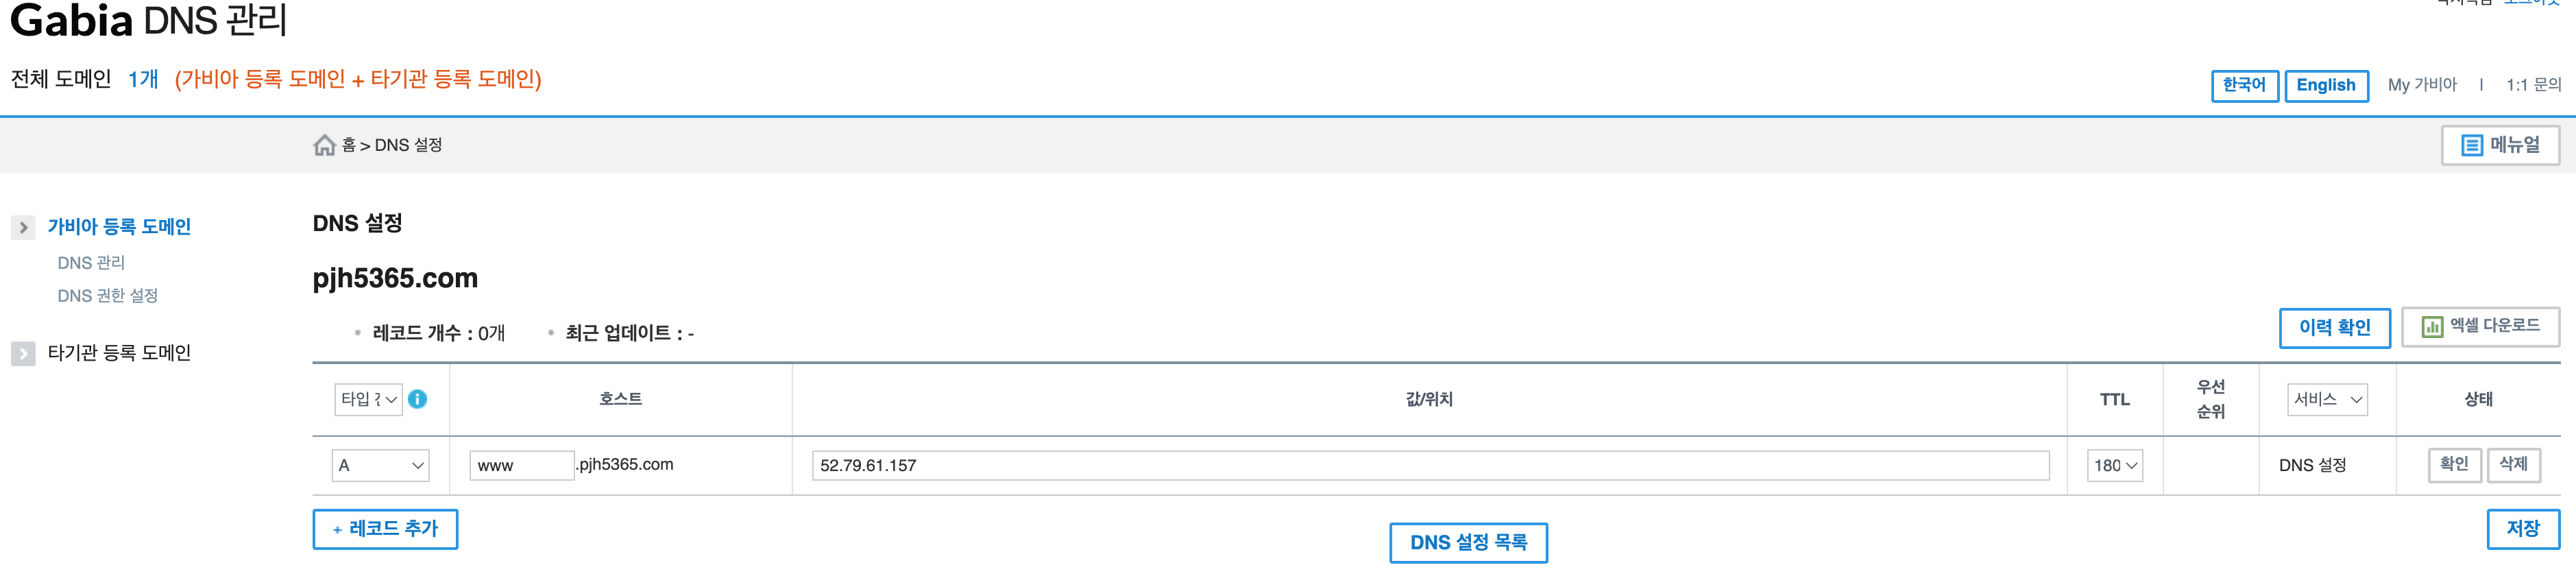 Gabia DNS 관리
전체 도메인 1개 (가비아 등록 도메인 + 타기관 등록 도메인)
한국어 English My 가비아 | 1:1 문의
홈 > DNS 설정
메뉴얼
가비아 등록 도메인
DNS 관리
DNS 권한 설정
타기관 등록 도메인
DNS 설정
pjh5365.com
• 레코드 개수 : 0개 • 최근 업데이트 : -
이력 확인 엑셀 다운로드
타입 호스트 값/위치 TTL 우선 순위 서비스 상태
A www .pjh5365.com 52.79.61.157 180 DNS 설정 확인 삭제
+ 레코드 추가
DNS 설정 목록
저장